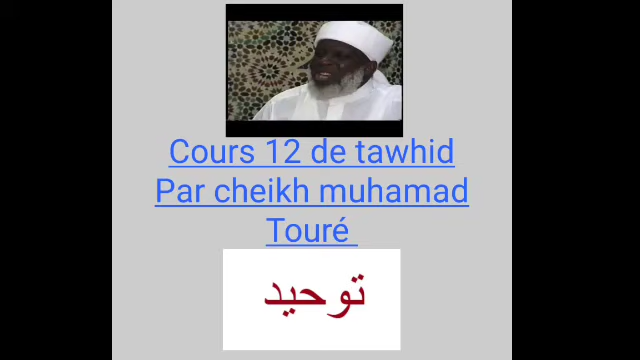 Cours 12 de tawhid
Par cheikh muhamad
Touré
توحيد